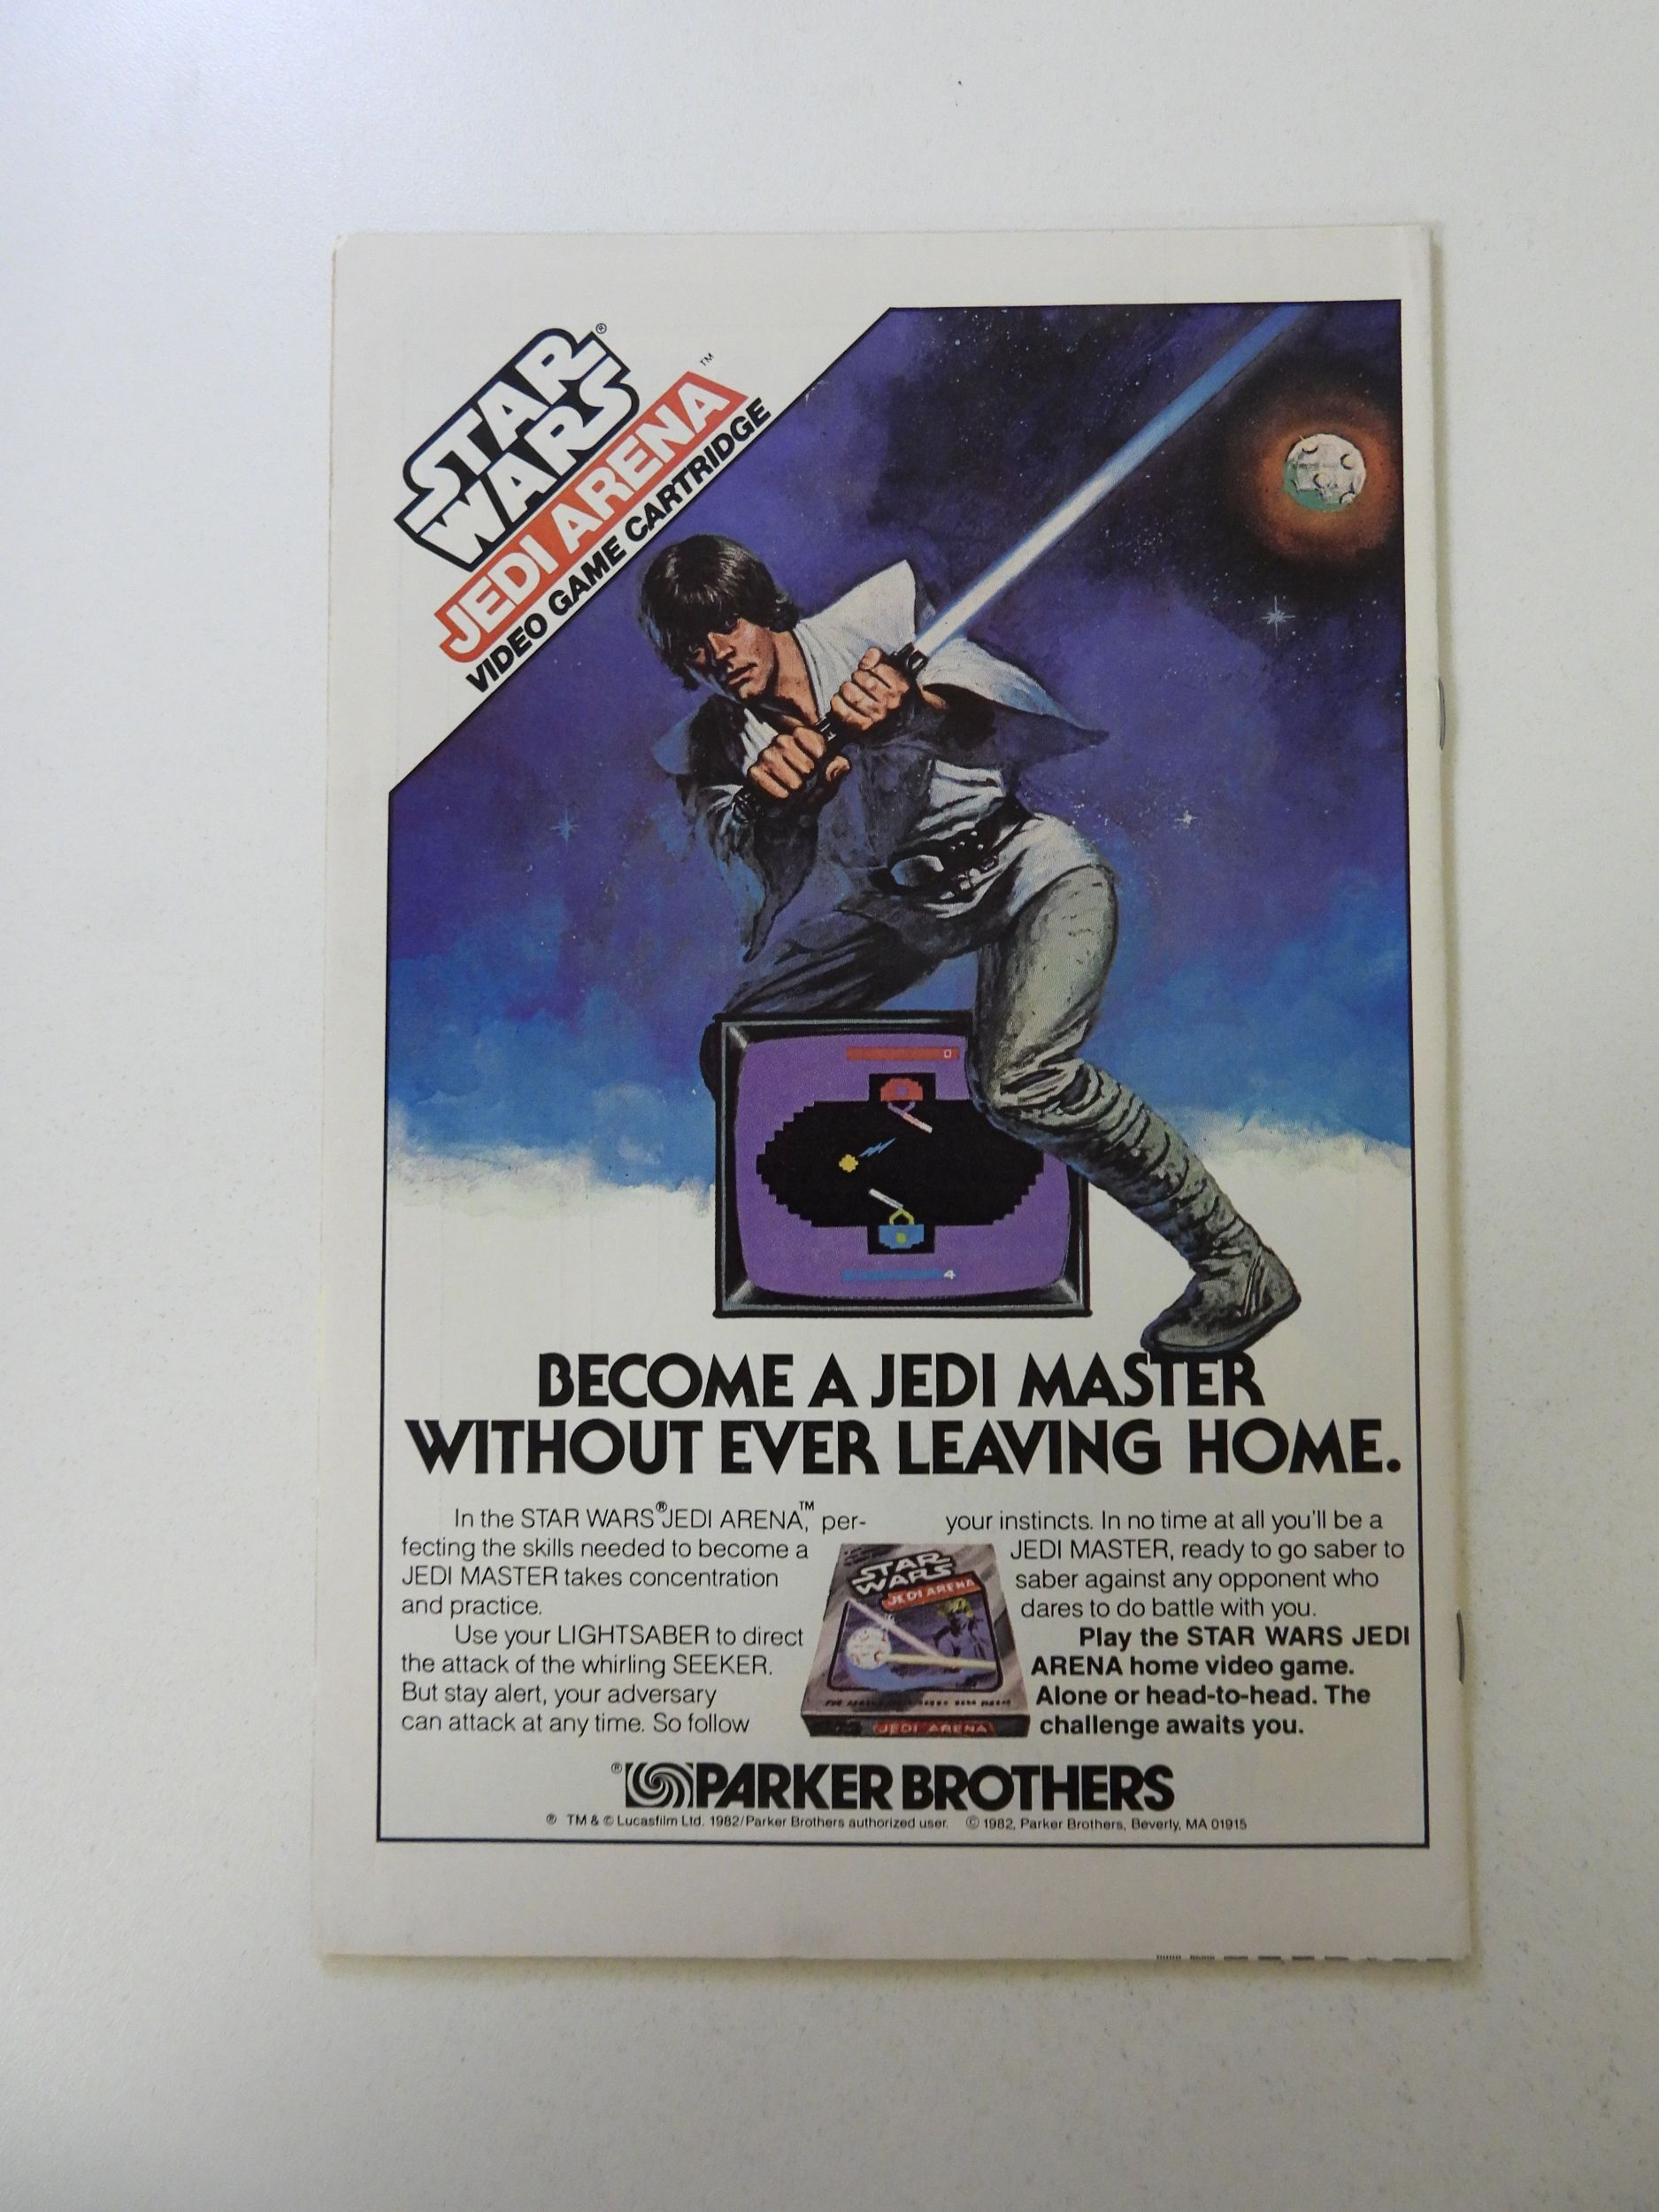 STAR
WARS®
JEDI ARENA™
VIDEO GAME CARTRIDGE
0
4
BECOME A JEDI MASTER
WITHOUT EVER LEAVING HOME.
In the STAR WARS® JEDI ARENA,™ per-
fecting the skills needed to become a
JEDI MASTER takes concentration
and practice.
Use your LIGHTSABER to direct
the attack of the whirling SEEKER.
But stay alert, your adversary
can attack at any time. So follow
your instincts. In no time at all you'll be a
JEDI MASTER, ready to go saber to
saber against any opponent who
dares to do battle with you.
Play the STAR WARS JEDI
ARENA home video game.
Alone or head-to-head. The
challenge awaits you.
STAR
WARS
JEDI ARENA
JEDI ARENA
® PARKER BROTHERS
® TM & © Lucasfilm Ltd. 1982/Parker Brothers authorized user. © 1982, Parker Brothers, Beverly, MA 01915